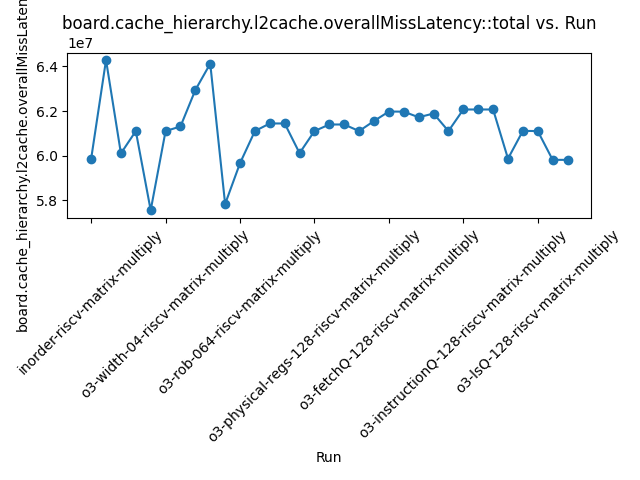 board.cache_hierarchy.l2cache.overallMissLatency::total vs. Run
1e7
6.4
6.2
6.0
5.8
board.cache_hierarchy.l2cache.overallMissLaten
inorder-riscv-matrix-multiply
o3-width-04-riscv-matrix-multiply
o3-rob-064-riscv-matrix-multiply
o3-physical-regs-128-riscv-matrix-multiply
o3-fetchQ-128-riscv-matrix-multiply
o3-instructionQ-128-riscv-matrix-multiply
o3-lsQ-128-riscv-matrix-multiply
Run